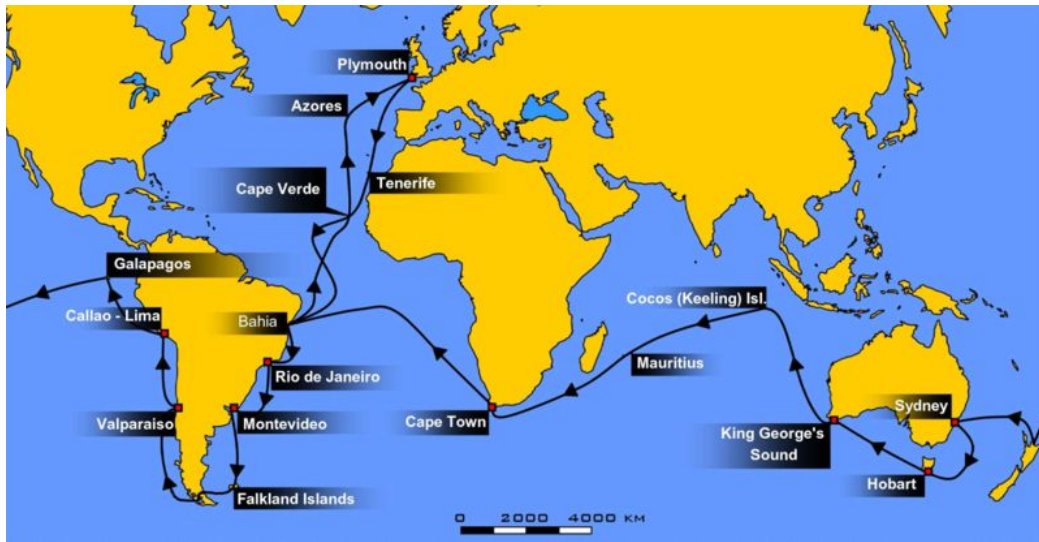 Plymouth
Azores
Tenerife
Cape Verde
Galapagos
Callao - Lima
Bahia
Cocos (Keeling) Isl.
Mauritius
Rio de Janeiro
Valparaiso
Montevideo
Cape Town
Sydney
King George's
Sound
Hobart
Falkland Islands
0 2000 4000 KM